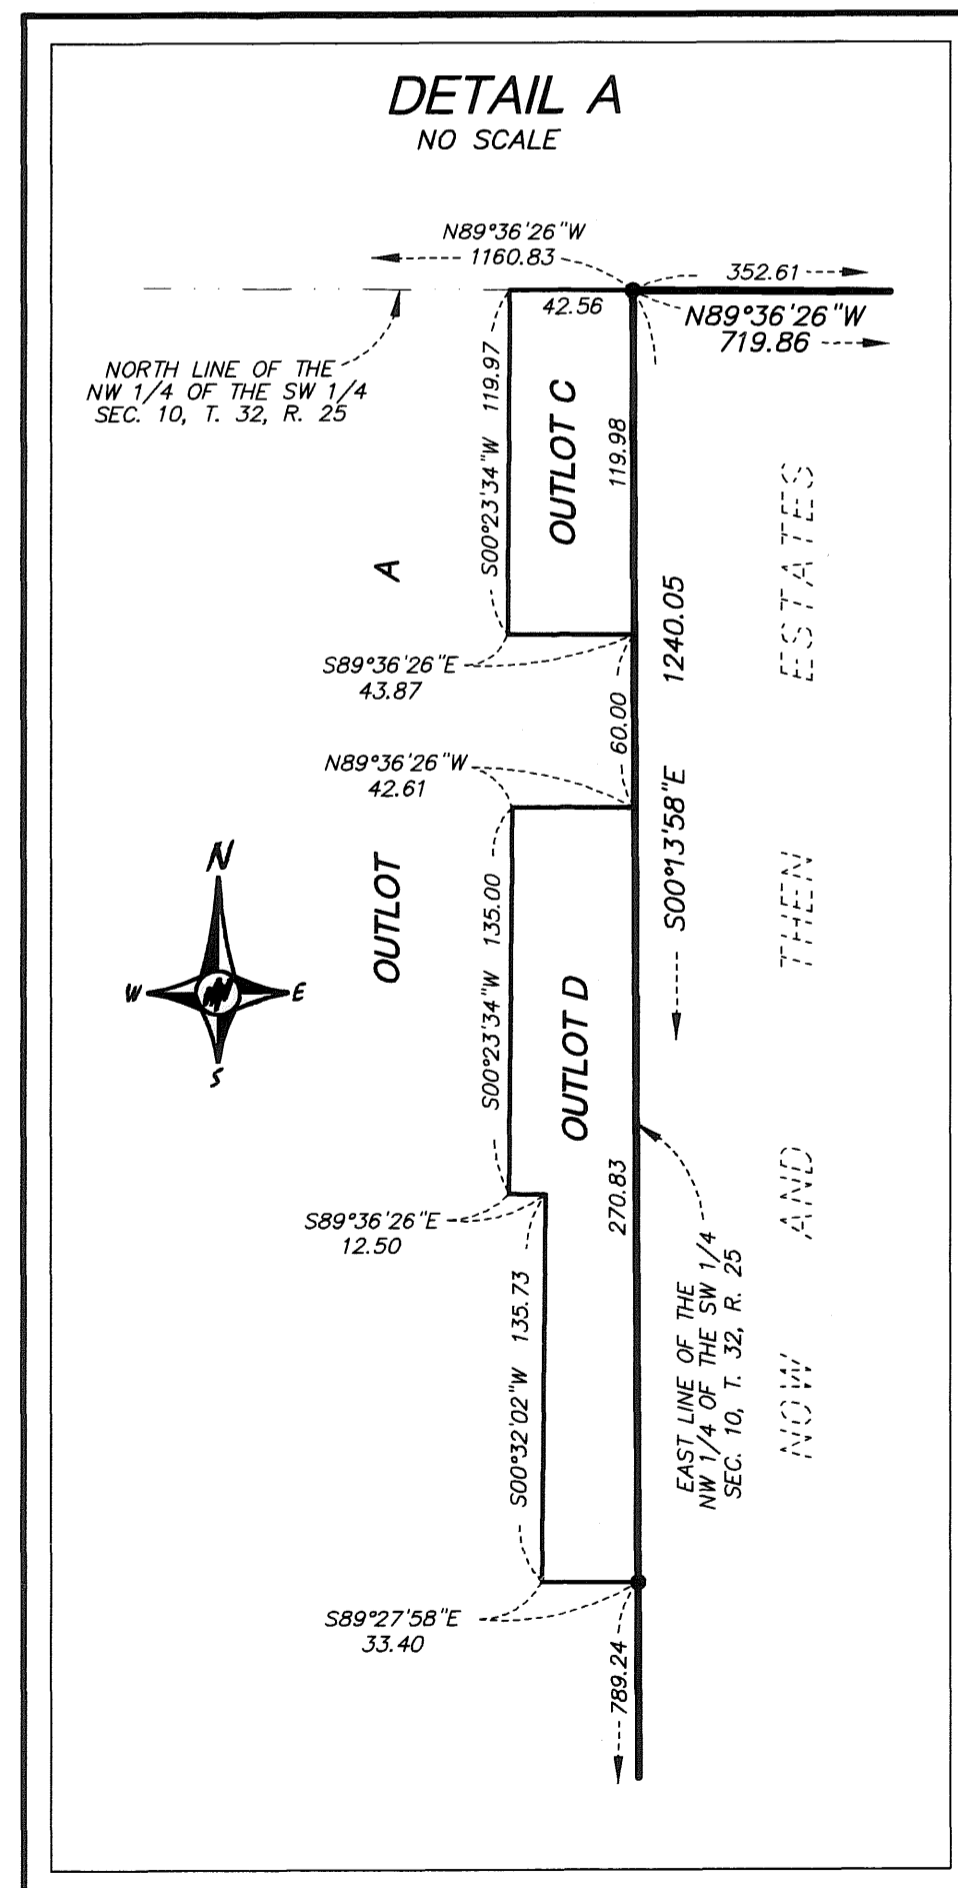 DETAIL A
NO SCALE
N89°36'26"W
1160.83
352.61
42.56
N89°36'26"W
719.86
NORTH LINE OF THE
NW 1/4 OF THE SW 1/4
SEC. 10, T. 32, R. 25
S00°23'34"W 119.97
OUTLOT C
119.98
OUTLOT A
S89°36'26"E
43.87
60.00
S00°13'58"E 1240.05
N89°36'26"W
42.61
N
W
E
S
S00°23'34"W 135.00
OUTLOT D
270.83
S89°36'26"E
12.50
S00°32'02"W 135.73
EAST LINE OF THE
NW 1/4 OF THE SW 1/4
SEC. 10, T. 32, R. 25
NOW AND THEN ESTATES
S89°27'58"E
33.40
789.24